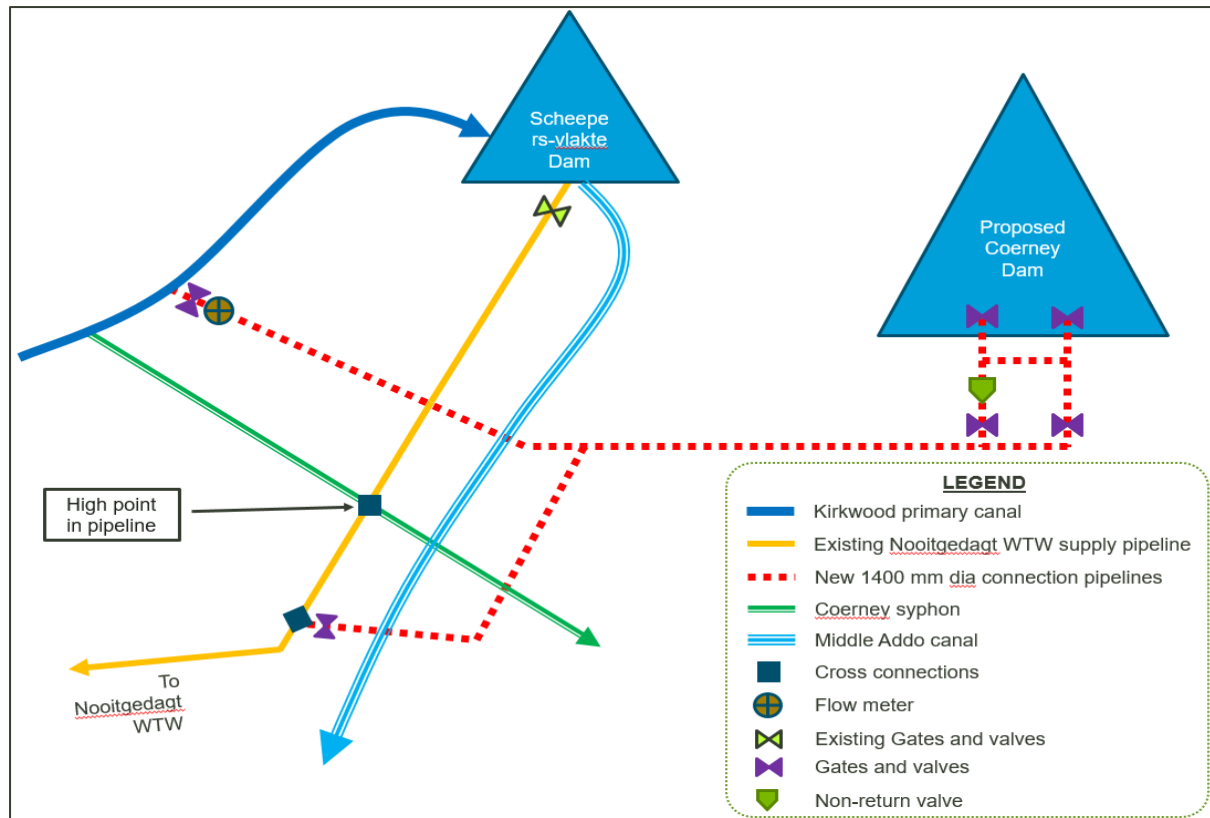 Scheepe
rs-vlakte
Dam
Proposed
Coerney
Dam
High point
in pipeline
To
Nooitgedagt
WTW
LEGEND
Kirkwood primary canal
Existing Nooitgedagt WTW supply pipeline
New 1400 mm dia connection pipelines
Coerney syphon
Middle Addo canal
Cross connections
Flow meter
Existing Gates and valves
Gates and valves
Non-return valve